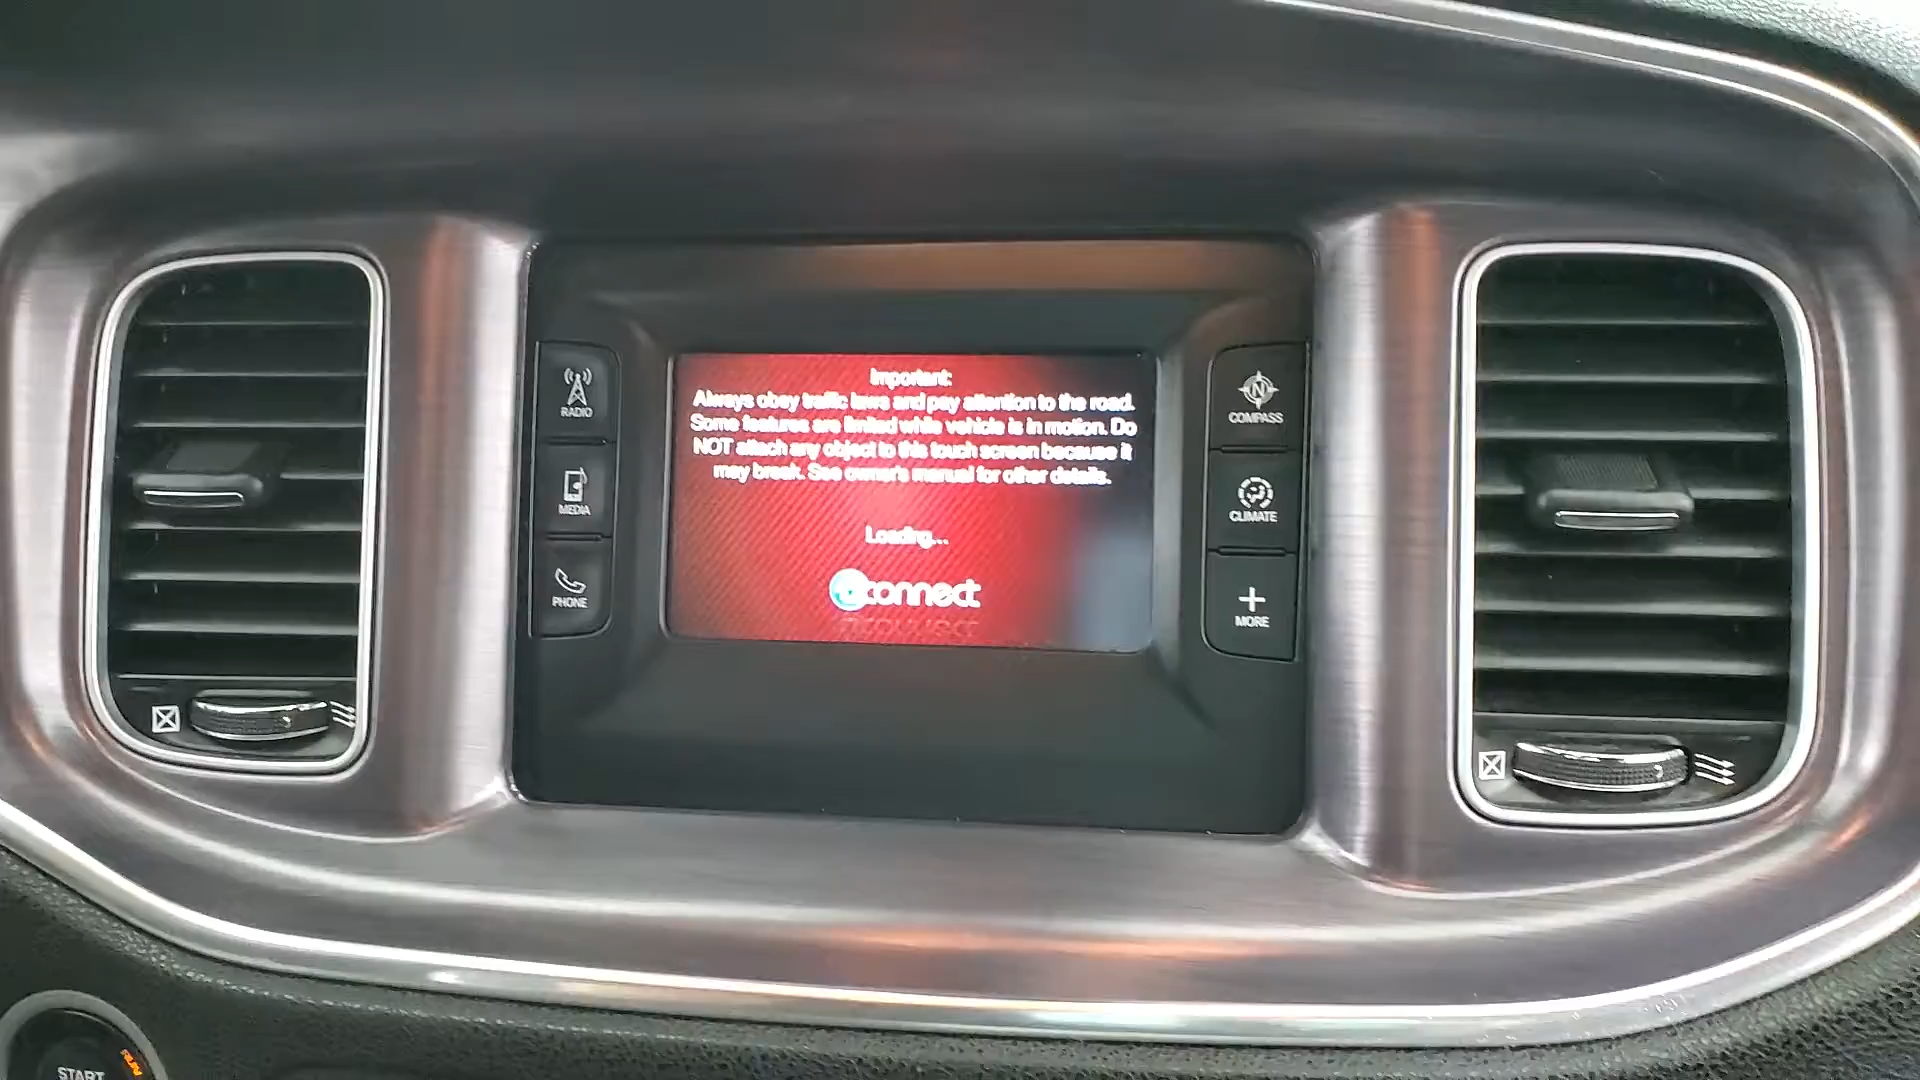 Important:
Always obey traffic laws and pay attention to the road.
Some features are limited while vehicle is in motion. Do
NOT attach any object to this touch screen because it
may break. See owner's manual for other details.
Loading...
uconnect
RADIO
MEDIA
PHONE
N
COMPASS
CLIMATE
MORE
START